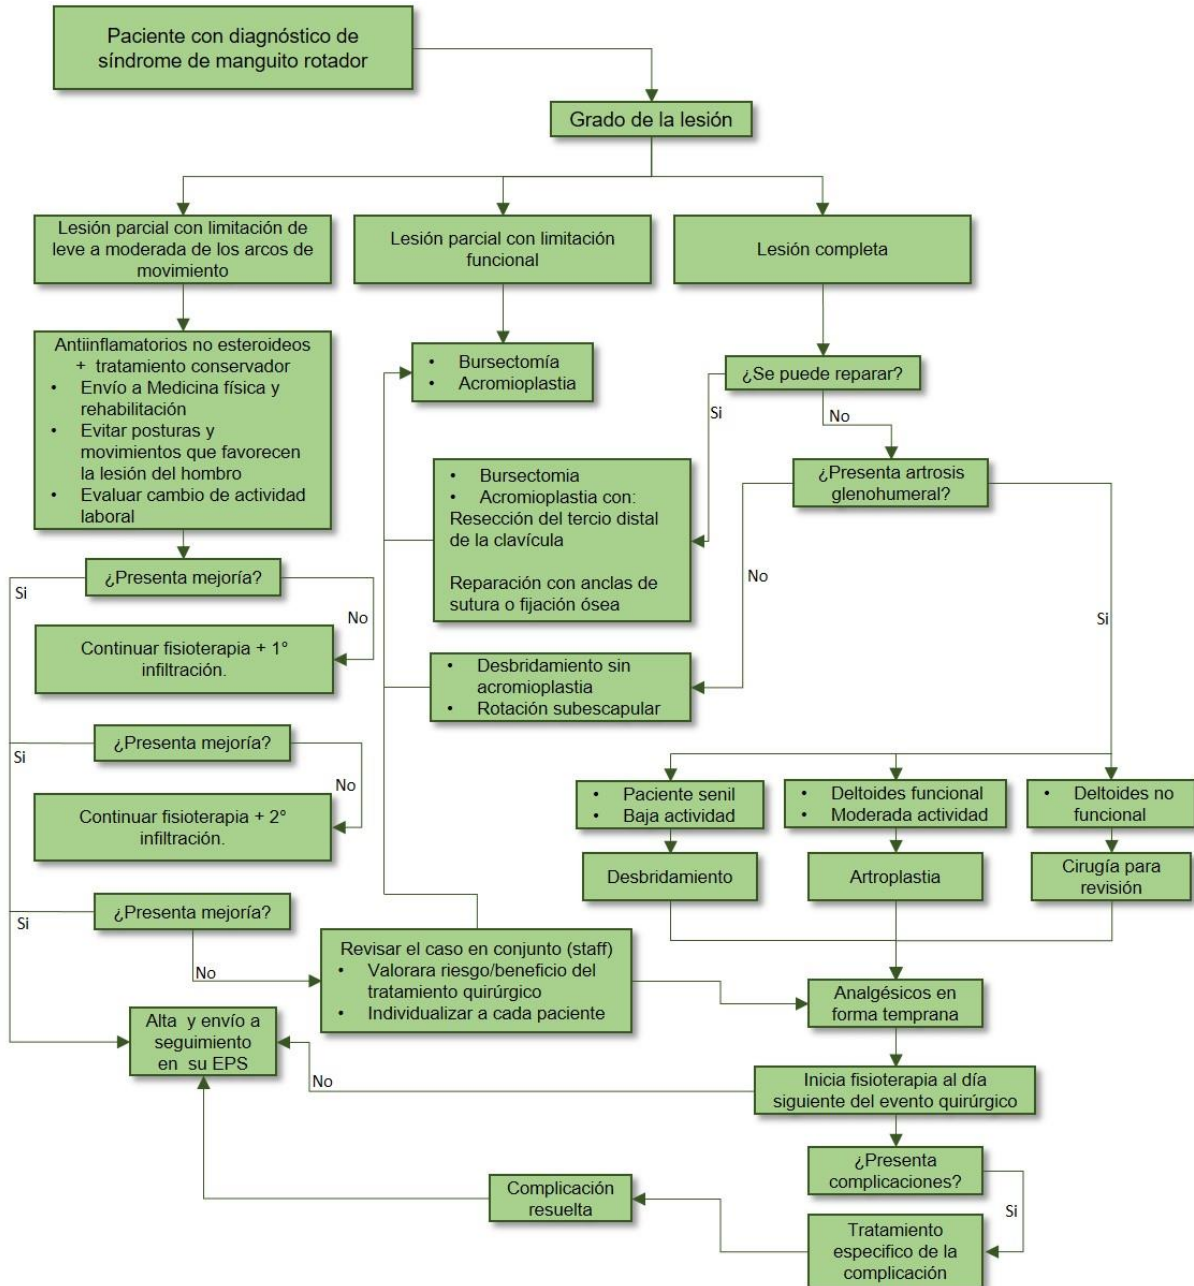 Paciente con diagnóstico de
síndrome de manguito rotador
Grado de la lesión
Lesión parcial con limitación de
leve a moderada de los arcos de
movimiento
Lesión parcial con limitación
funcional
Lesión completa
Antiinflamatorios no esteroideos
+ tratamiento conservador
• Envío a Medicina física y
rehabilitación
• Evitar posturas y
movimientos que favorecen
la lesión del hombro
• Evaluar cambio de actividad
laboral
• Bursectomía
• Acromioplastia
¿Se puede reparar?
Si
No
• Bursectomia
• Acromioplastia con:
Resección del tercio distal
de la clavícula
Reparación con anclas de
sutura o fijación ósea
¿Presenta artrosis
glenohumeral?
No
Si
¿Presenta mejoría?
Si
No
Continuar fisioterapia + 1°
infiltración.
• Desbridamiento sin
acromioplastia
• Rotación subescapular
¿Presenta mejoría?
Si
No
Continuar fisioterapia + 2°
infiltración.
• Paciente senil
• Baja actividad
• Deltoides funcional
• Moderada actividad
• Deltoides no
funcional
Desbridamiento
Artroplastia
Cirugía para
revisión
¿Presenta mejoría?
Si
No
Revisar el caso en conjunto (staff)
• Valorara riesgo/beneficio del
tratamiento quirúrgico
• Individualizar a cada paciente
Analgésicos en
forma temprana
Alta y envío a
seguimiento
en su EPS
No
Inicia fisioterapia al día
siguiente del evento quirúrgico
¿Presenta
complicaciones?
Si
Complicación
resuelta
Tratamiento
especifico de la
complicación